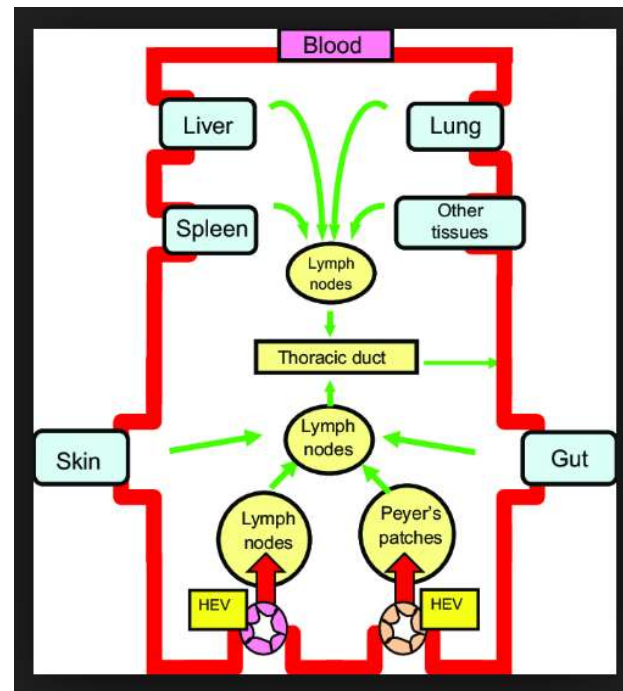 Blood
Liver
Lung
Spleen
Other
tissues
Lymph
nodes
Thoracic duct
Lymph
nodes
Skin
Gut
Lymph
nodes
Peyer's
patches
HEV
HEV